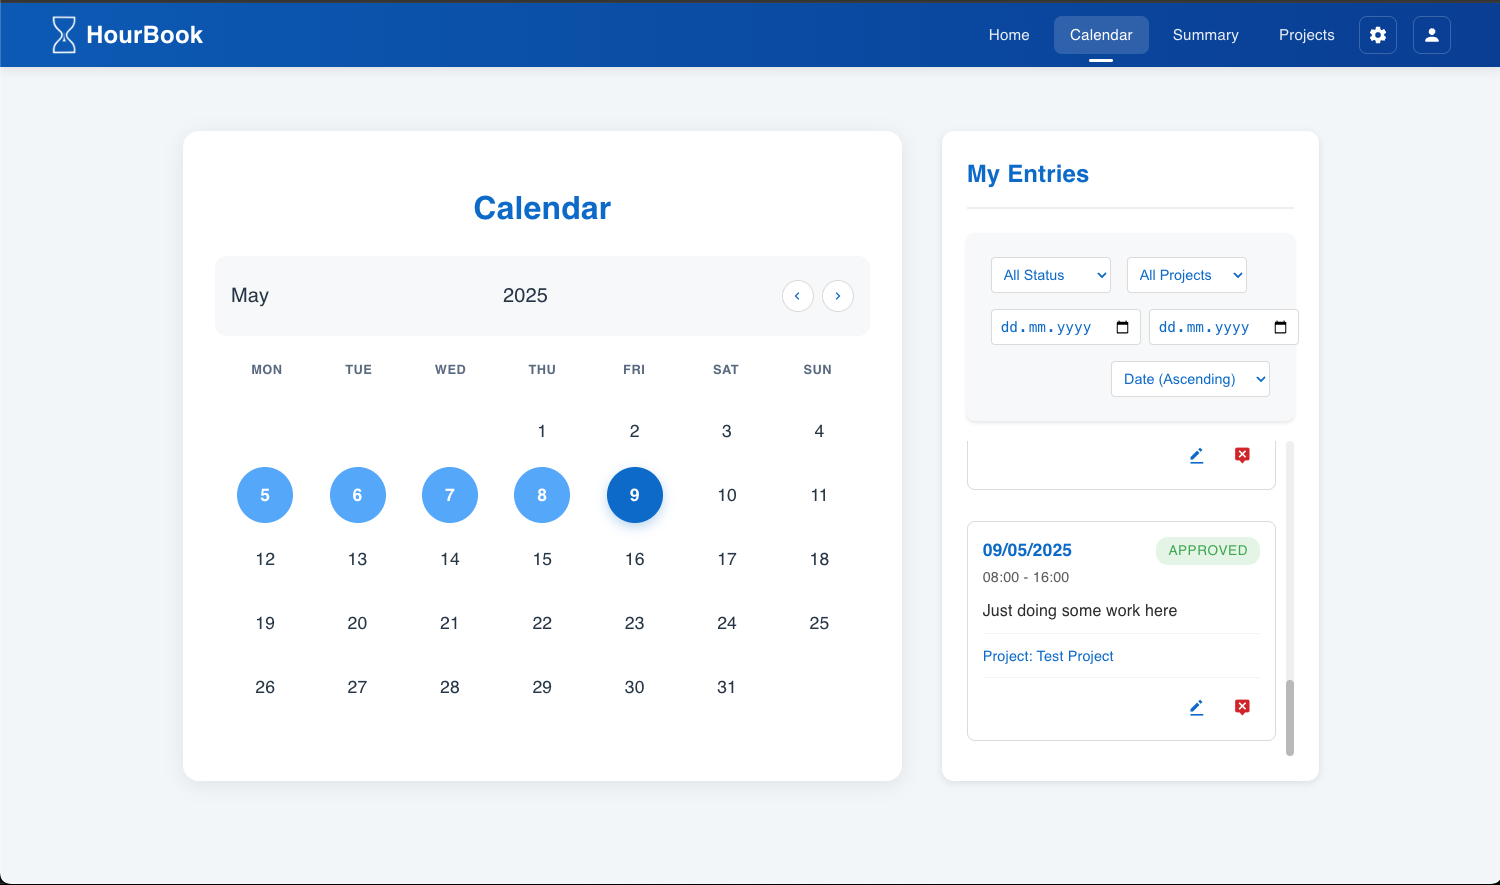 HourBook
Home Calendar Summary Projects
Calendar
May 2025
MON TUE WED THU FRI SAT SUN
1 2 3 4
5 6 7 8 9 10 11
12 13 14 15 16 17 18
19 20 21 22 23 24 25
26 27 28 29 30 31
My Entries
All Status All Projects
dd.mm.yyyy dd.mm.yyyy
Date (Ascending)
09/05/2025 APPROVED
08:00 - 16:00
Just doing some work here
Project: Test Project